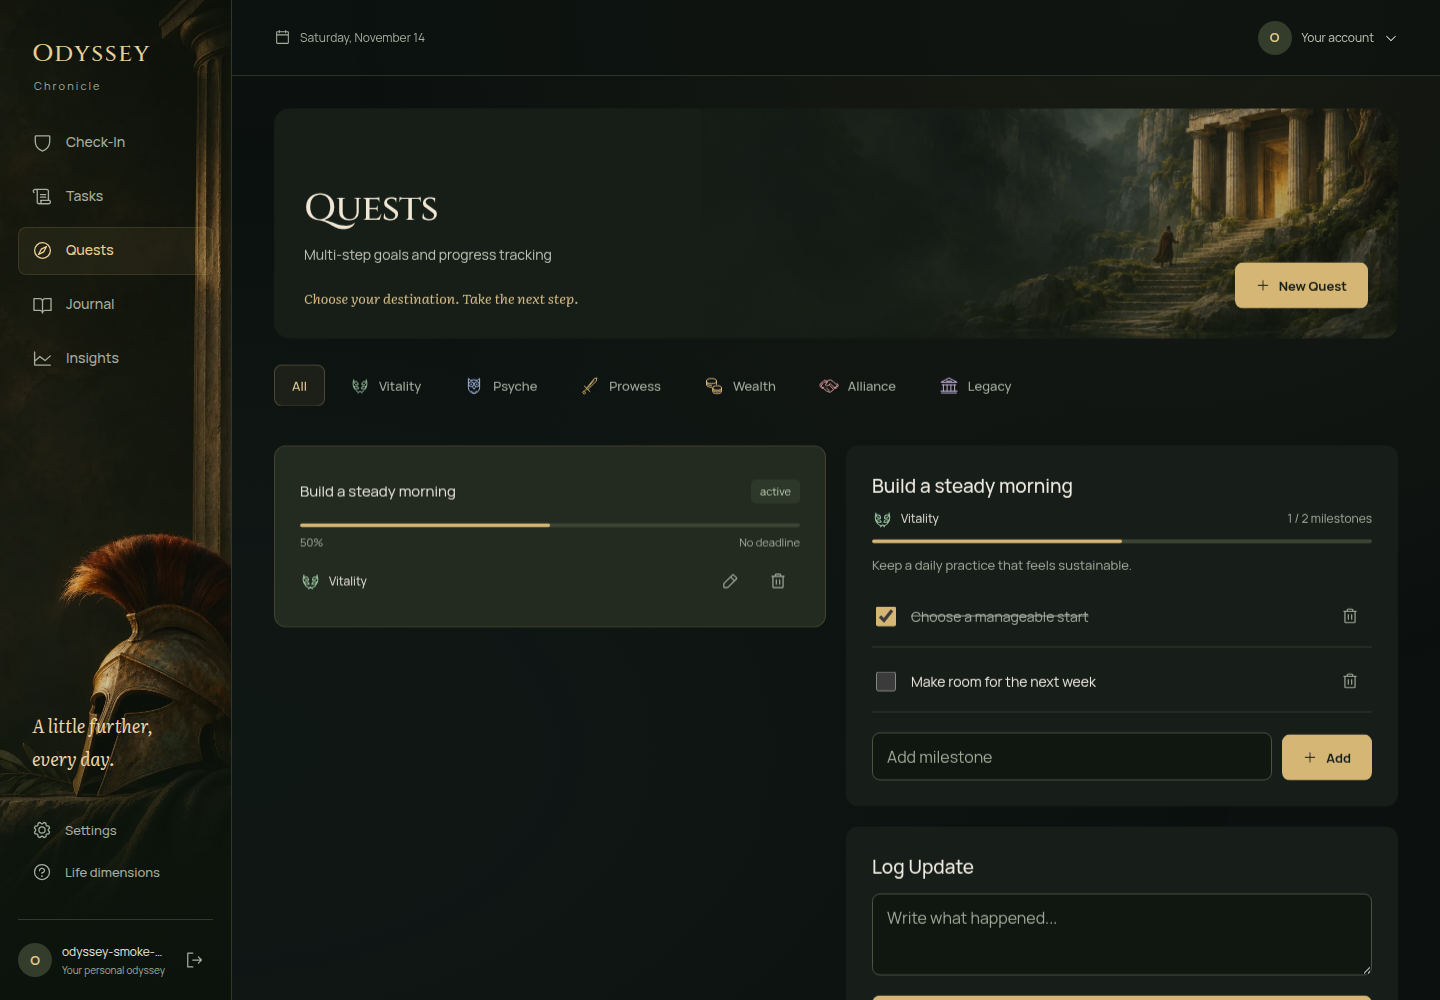 ODYSSEY
Chronicle
Check-In
Tasks
Quests
Journal
Insights
A little further,
every day.
Settings
Life dimensions
O
odyssey-smoke-...
Your personal odyssey
Saturday, November 14
O
Your account
QUESTS
Multi-step goals and progress tracking
Choose your destination. Take the next step.
New Quest
All
Vitality
Psyche
Prowess
Wealth
Alliance
Legacy
Build a steady morning
active
50%
No deadline
Vitality
Build a steady morning
Vitality
1 / 2 milestones
Keep a daily practice that feels sustainable.
Choose a manageable start
Make room for the next week
Add milestone
Add
Log Update
Write what happened...